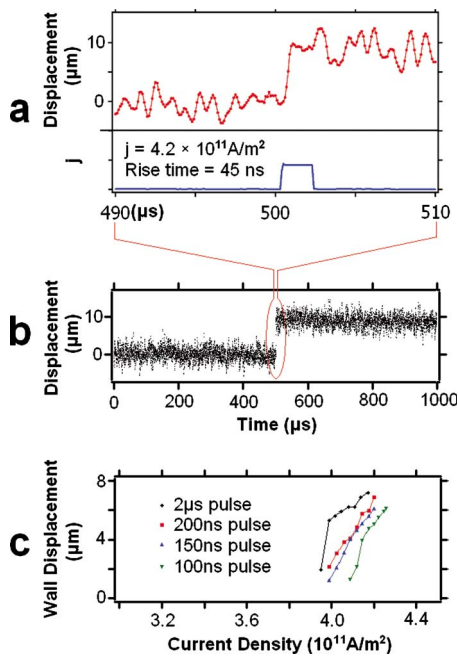 a
Displacement
(µm)
10
0
j
j = 4.2 × 10¹¹A/m²
Rise time = 45 ns
490(µs)
500
510
b
Displacement
(µm)
10
0
0
200
400
600
800
1000
Time (µs)
c
Wall Displacement
(µm)
8
4
0
2µs pulse
200ns pulse
150ns pulse
100ns pulse
3.2
3.6
4.0
4.4
Current Density (10¹¹A/m²)